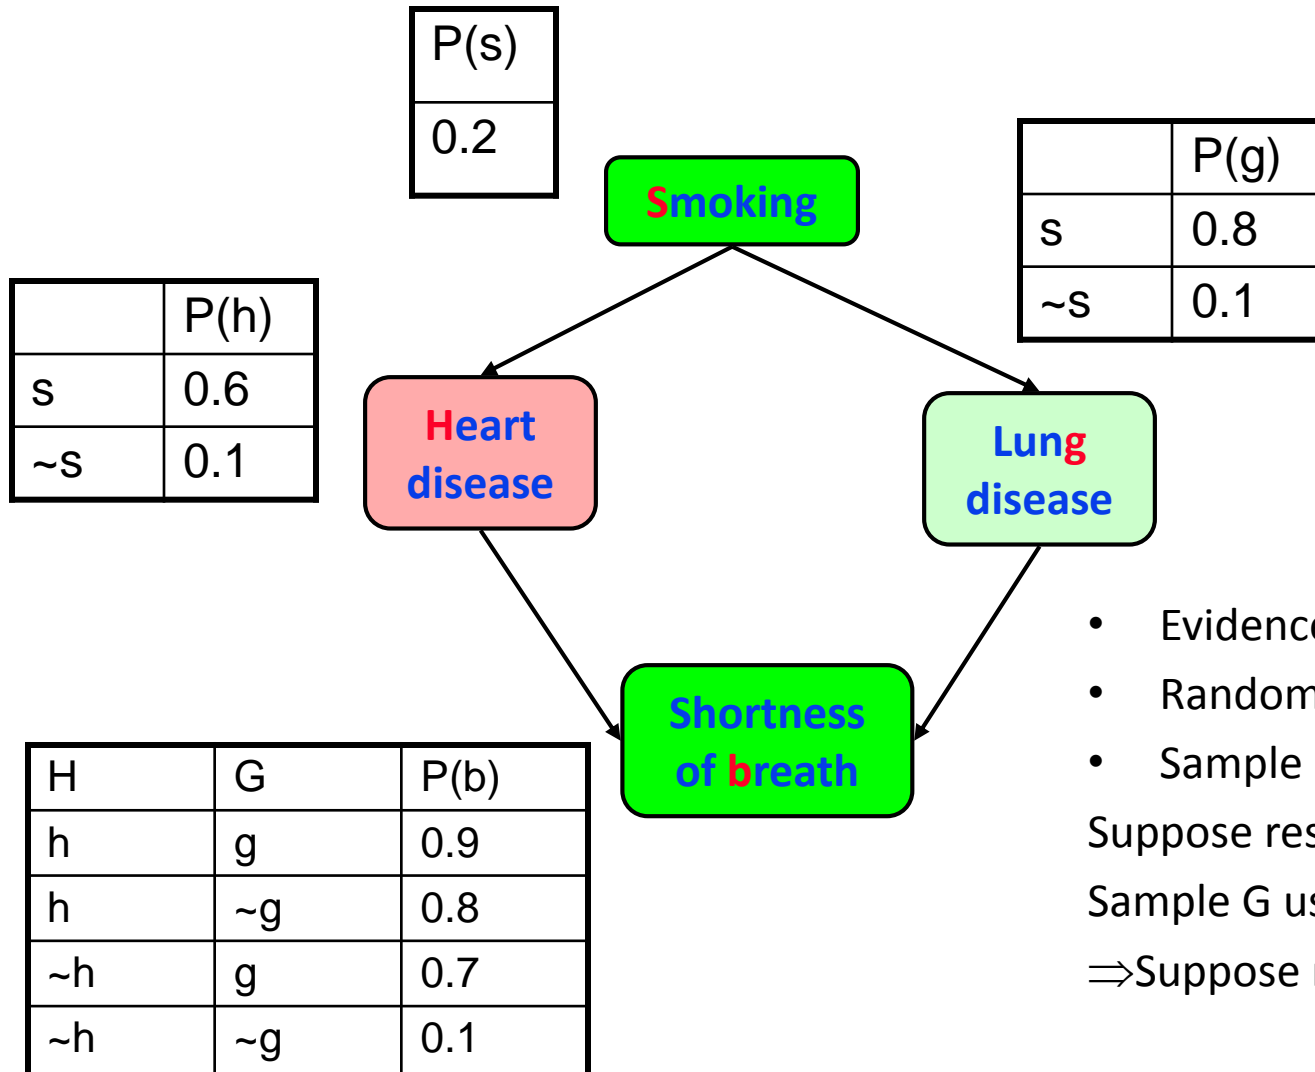 P(s)
0.2
Smoking
P(g)
s 0.8
~s 0.1
P(h)
s 0.6
~s 0.1
Heart
disease
Lung
disease
Shortness
of breath
H G P(b)
h g 0.9
h ~g 0.8
~h g 0.7
~h ~g 0.1
• Evidence
• Random
• Sample
Suppose res
Sample G us
⇒Suppose